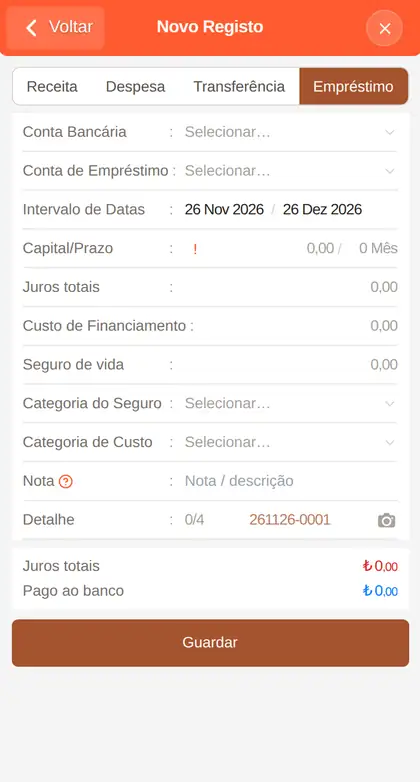 Voltar Novo Registo
Receita Despesa Transferência Empréstimo
Conta Bancária : Selecionar...
Conta de Empréstimo : Selecionar...
Intervalo de Datas : 26 Nov 2026 / 26 Dez 2026
Capital/Prazo : ! 0,00 / 0 Mês
Juros totais : 0,00
Custo de Financiamento : 0,00
Seguro de vida : 0,00
Categoria do Seguro : Selecionar...
Categoria de Custo : Selecionar...
Nota ? : Nota / descrição
Detalhe : 0/4 261126-0001
Juros totais ₺ 0,00
Pago ao banco ₺ 0,00
Guardar